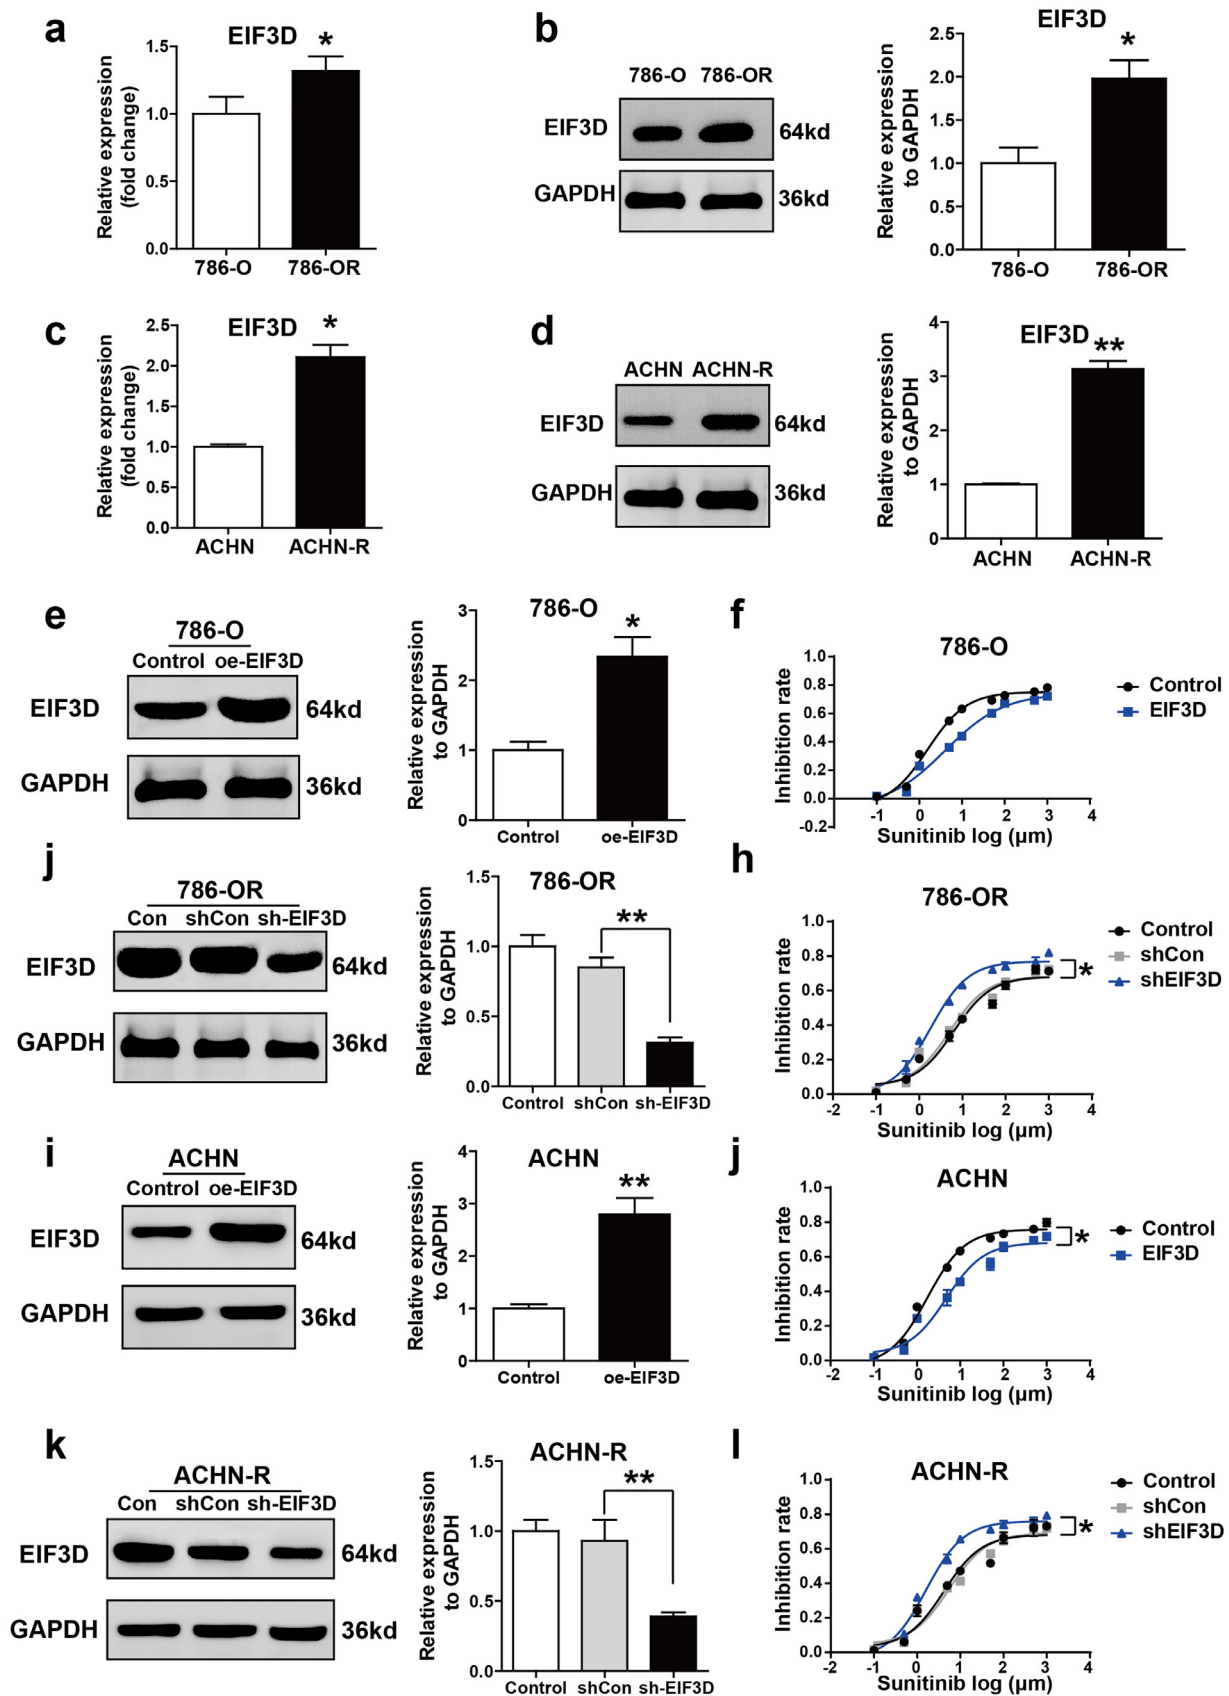 a
EIF3D
*
Relative expression
(fold change)
1.5
1.0
0.5
0.0
786-O 786-OR
b
786-O 786-OR
EIF3D 64kd
GAPDH 36kd
EIF3D
*
Relative expression
to GAPDH
2.5
2.0
1.5
1.0
0.5
0.0
786-O 786-OR
c
EIF3D
*
Relative expression
(fold change)
2.5
2.0
1.5
1.0
0.5
0.0
ACHN ACHN-R
d
ACHN ACHN-R
EIF3D 64kd
GAPDH 36kd
EIF3D
**
Relative expression
to GAPDH
4
3
2
1
0
ACHN ACHN-R
e
786-O
Control oe-EIF3D
EIF3D 64kd
GAPDH 36kd
786-O
*
Relative expression
to GAPDH
3
2
1
0
Control oe-EIF3D
f
786-O
Inhibition rate
1.0
0.8
0.6
0.4
0.2
0.0
-0.2
-1 0 1 2 3 4
Sunitinib log (μm)
Control
EIF3D
j
786-OR
Con shCon sh-EIF3D
EIF3D 64kd
GAPDH 36kd
786-OR
**
Relative expression
to GAPDH
1.5
1.0
0.5
0.0
Control shCon sh-EIF3D
h
786-OR
Inhibition rate
1.0
0.8
0.6
0.4
0.2
0.0
-2 -1 0 1 2 3 4
Sunitinib log (μm)
Control
shCon
shEIF3D
*
i
ACHN
Control oe-EIF3D
EIF3D 64kd
GAPDH 36kd
ACHN
**
Relative expression
to GAPDH
4
3
2
1
0
Control oe-EIF3D
j
ACHN
Inhibition rate
1.0
0.8
0.6
0.4
0.2
0.0
-2 -1 0 1 2 3 4
Sunitinib log (μm)
Control
EIF3D
*
k
ACHN-R
Con shCon sh-EIF3D
EIF3D 64kd
GAPDH 36kd
ACHN-R
**
Relative expression
to GAPDH
1.5
1.0
0.5
0.0
Control shCon sh-EIF3D
l
ACHN-R
Inhibition rate
1.0
0.8
0.6
0.4
0.2
0.0
-2 -1 0 1 2 3 4
Sunitinib log (μm)
Control
shCon
shEIF3D
*